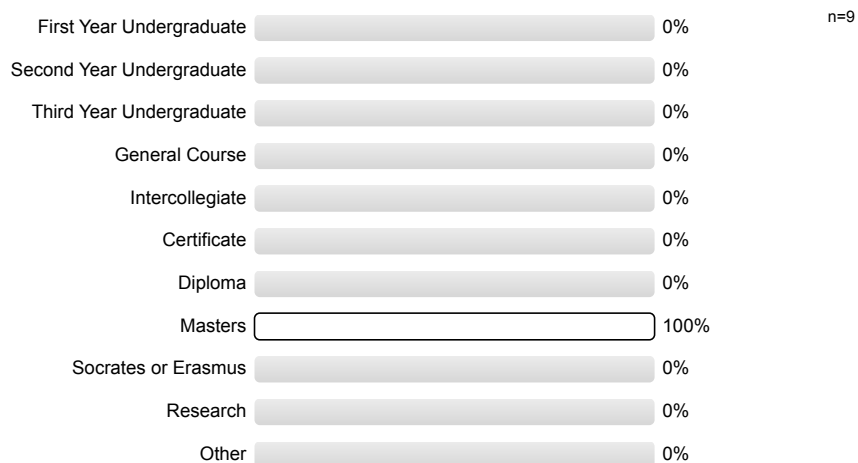 First Year Undergraduate 0% n=9
Second Year Undergraduate 0%
Third Year Undergraduate 0%
General Course 0%
Intercollegiate 0%
Certificate 0%
Diploma 0%
Masters 100%
Socrates or Erasmus 0%
Research 0%
Other 0%